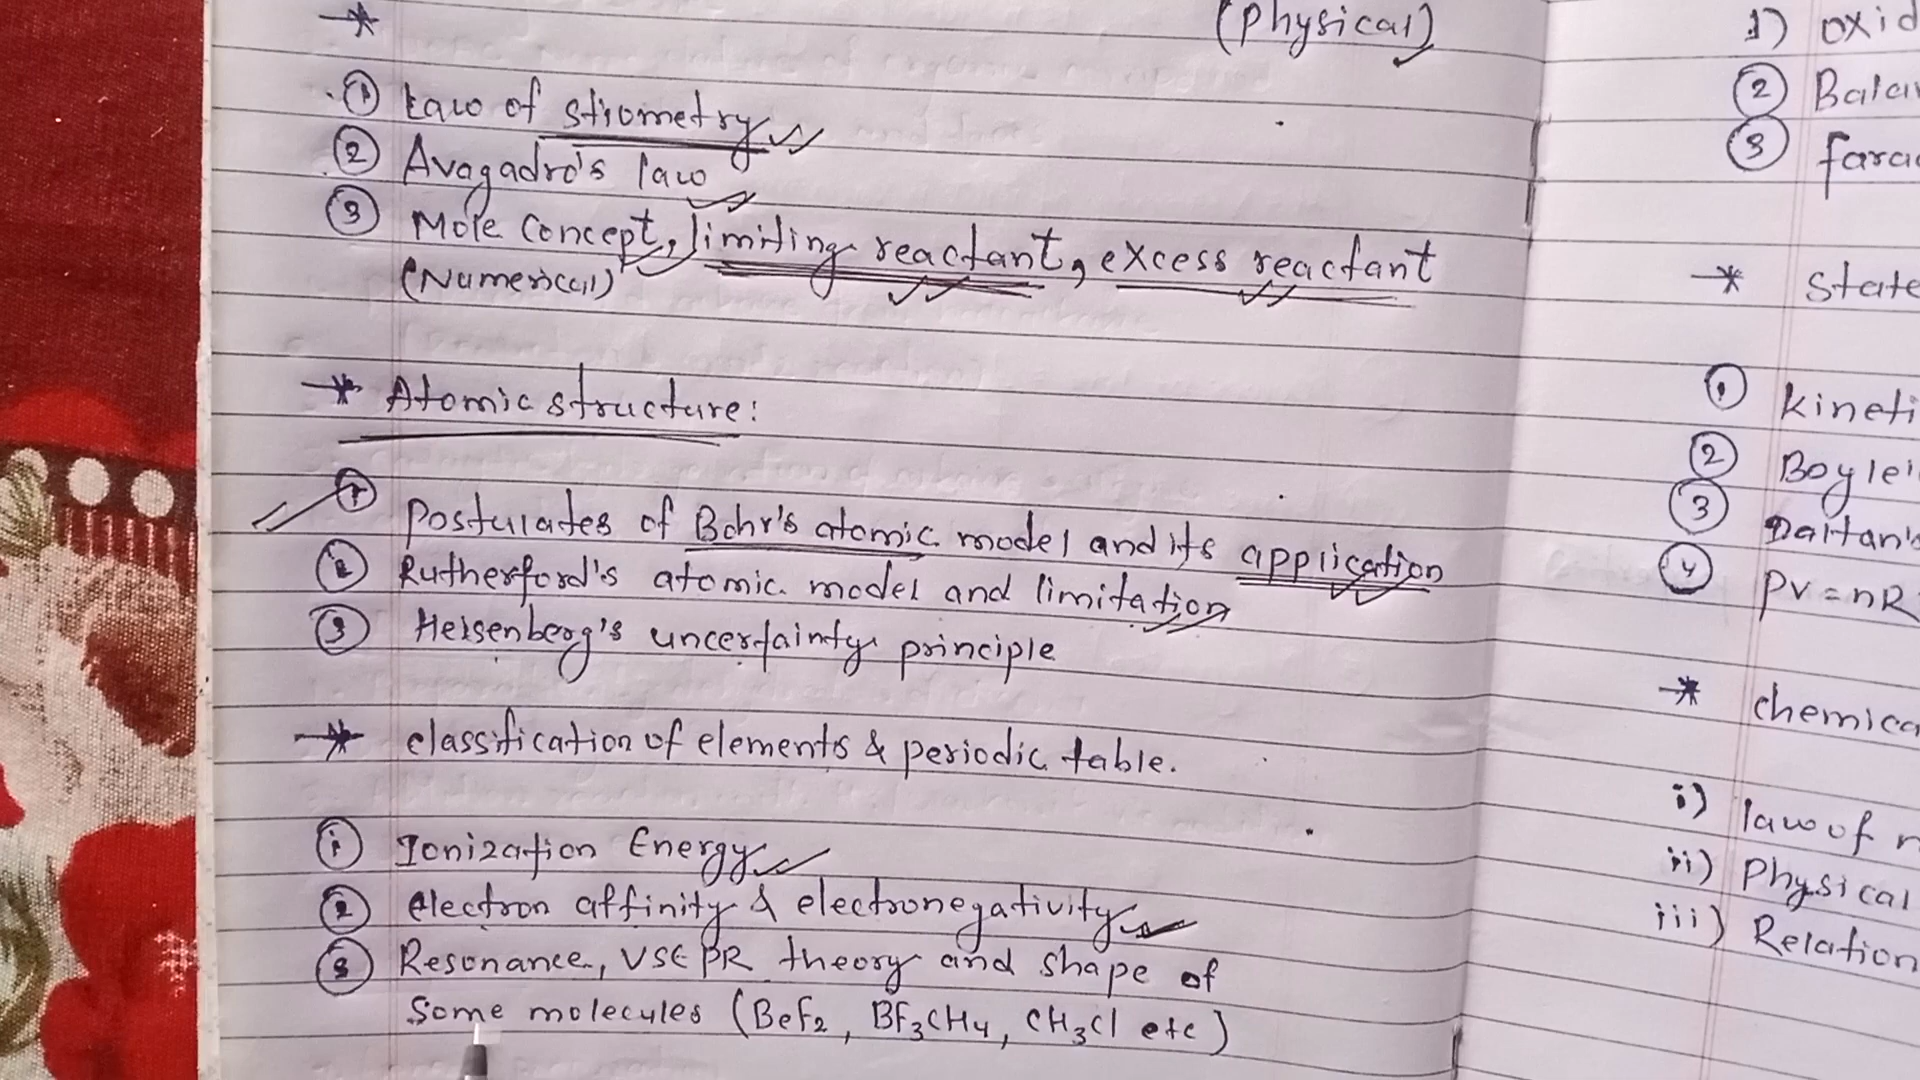 (physical)
① Law of stiometry
② Avagadro's law
③ Mole concept, limiting reactant, excess reactant
(Numerical)
* Atomic structure:
① Postulates of Bohr's atomic model and its application
② Rutherford's atomic model and limitation
③ Heisenberg's uncertainty principle
* classification of elements & periodic table.
① Ionization Energy
② electron affinity & electronegativity
③ Resonance, VSEPR theory and shape of
some molecules (BeF₂, BF₃CH₄, CH₃Cl etc)
1) oxid
② Balan
③ fara
* state
① kineti
② Boyle'
③ Daltan's
④ PV = nR
* chemica
i) law of
ii) Physical
iii) Relation